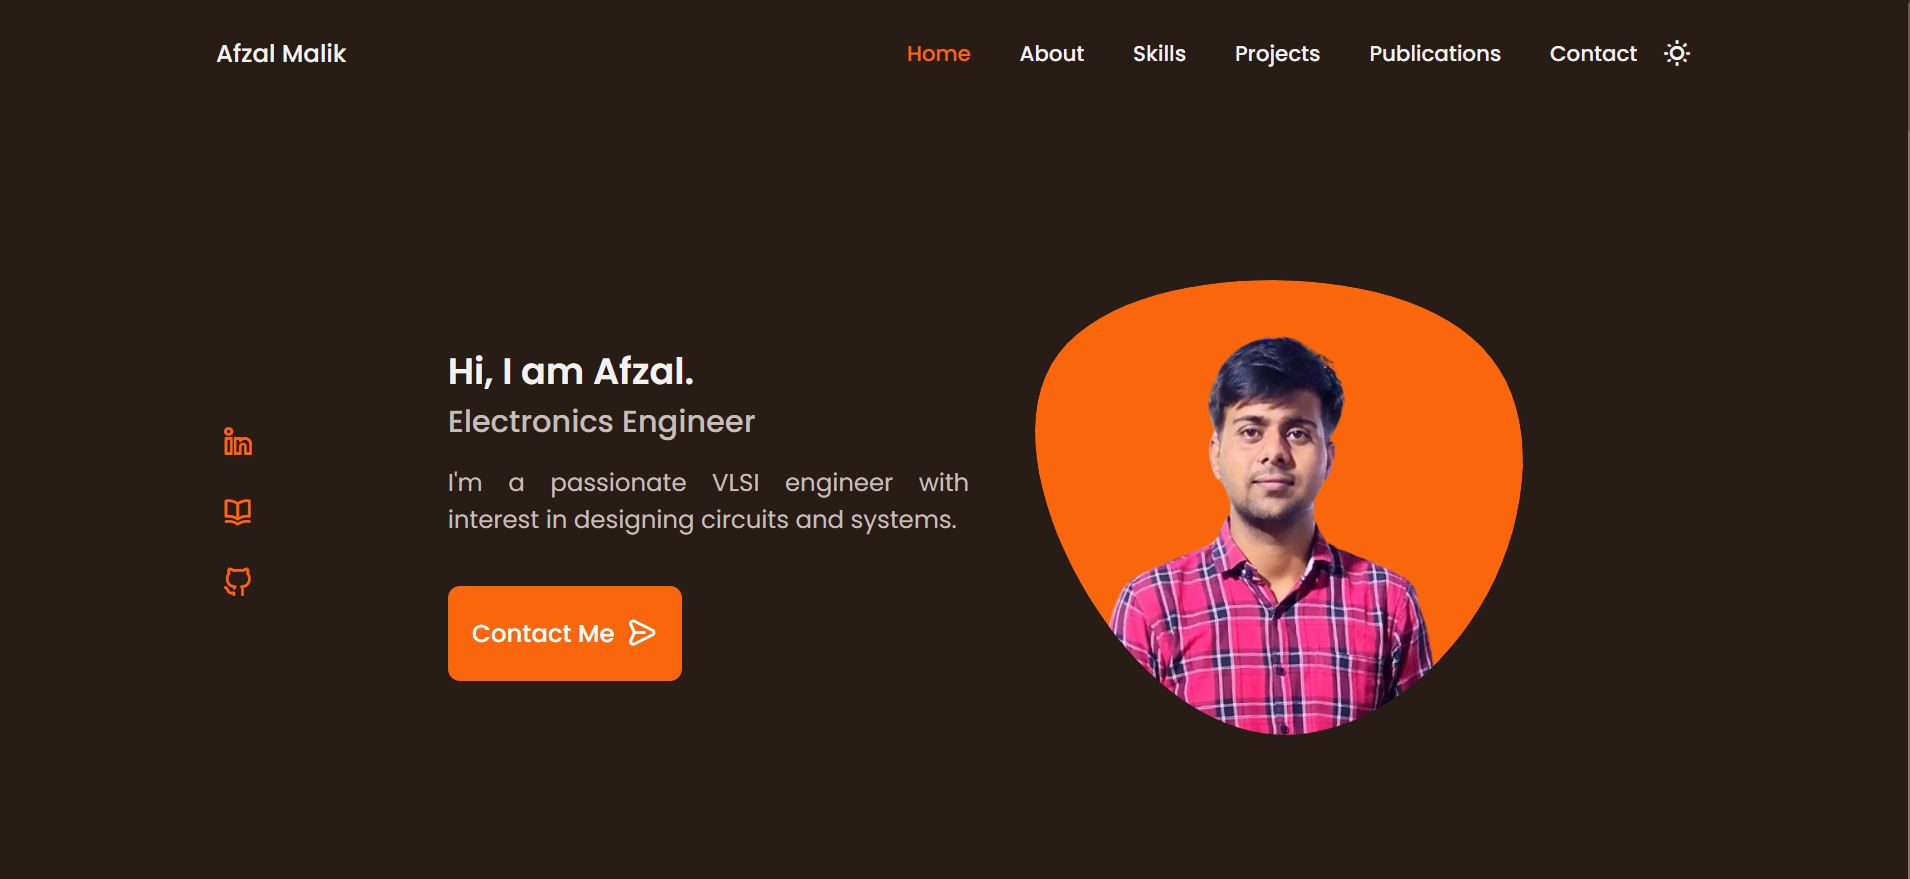 Afzal Malik
Home About Skills Projects Publications Contact
Hi, I am Afzal.
Electronics Engineer
I'm a passionate VLSI engineer with
interest in designing circuits and systems.
Contact Me